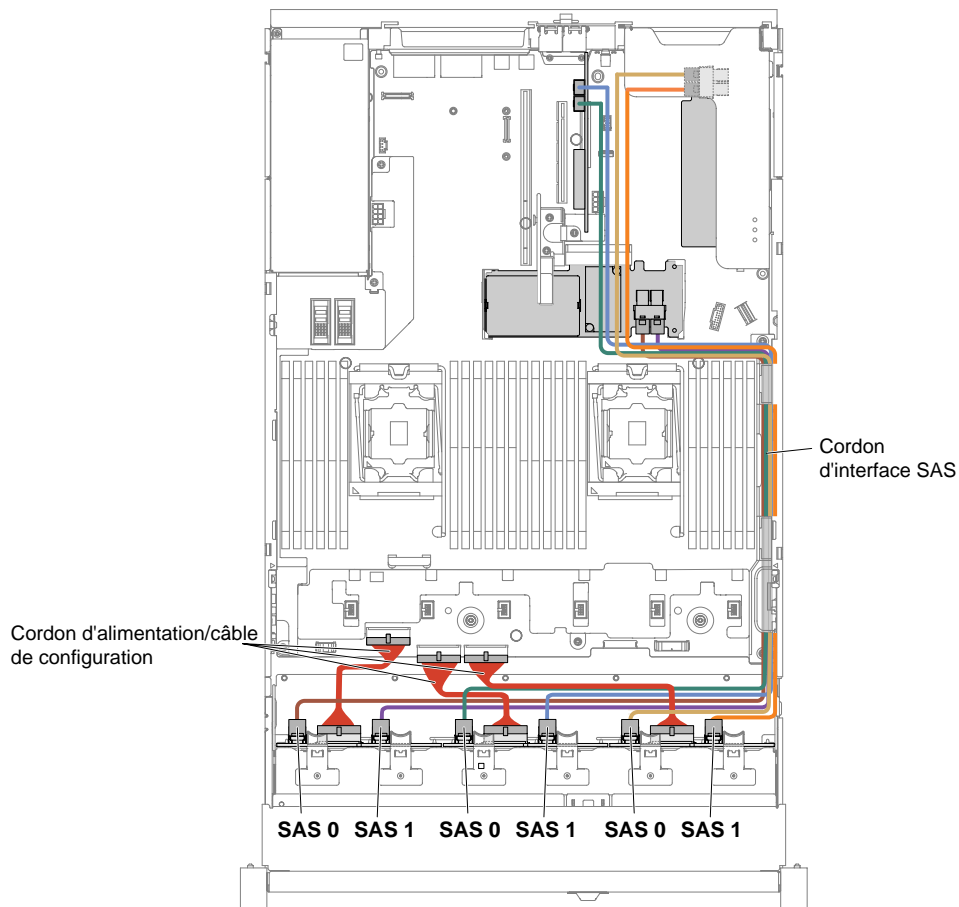 Cordon
d'interface SAS
Cordon d'alimentation/câble
de configuration
SAS 0 SAS 1 SAS 0 SAS 1 SAS 0 SAS 1